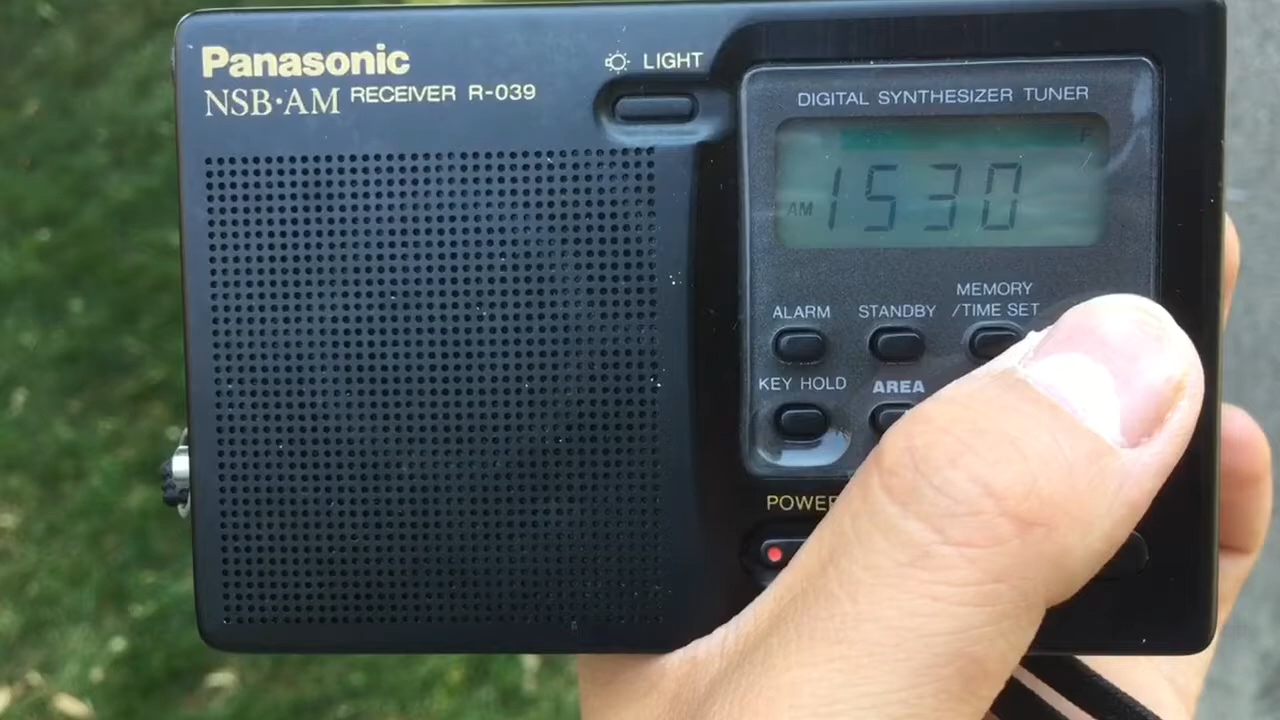 Panasonic
NSB·AM RECEIVER R-039
LIGHT
DIGITAL SYNTHESIZER TUNER
F
AM 1530
ALARM STANDBY MEMORY
/TIME SET
KEY HOLD AREA
POWER